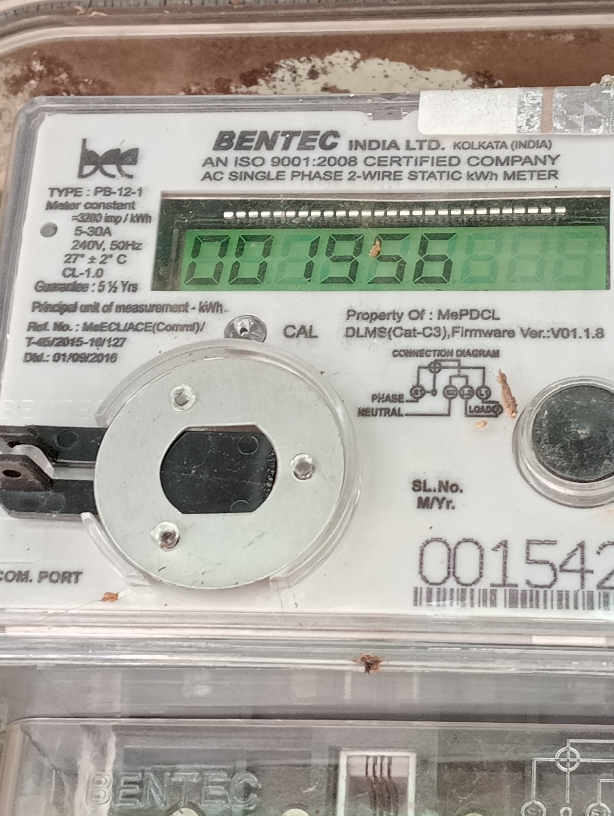 bee
BENTEC INDIA LTD. KOLKATA (INDIA)
AN ISO 9001:2008 CERTIFIED COMPANY
AC SINGLE PHASE 2-WIRE STATIC kWh METER
TYPE : PB-12-1
Meter constant
=3200 imp / kWh
5-30A
240V, 50Hz
27° ± 2° C
CL-1.0
Guarantee : 5 ½ Yrs
001956
Principal unit of measurement - kWh
Ref. No. : MeECL/ACE(Comml)/
T-45/2015-16/127
Dtd.: 01/09/2016
CAL
Property Of : MePDCL
DLMS(Cat-C3),Firmware Ver.:V01.1.8
CONNECTION DIAGRAM
PHASE
NEUTRAL
LOAD
SL.No.
M/Yr.
001542
COM. PORT
BENTEC